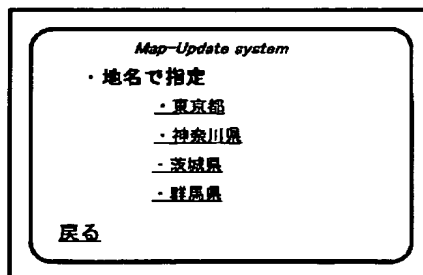 Map-Update system
・地名で指定
・東京都
・神奈川県
・茨城県
・群馬県
戻る